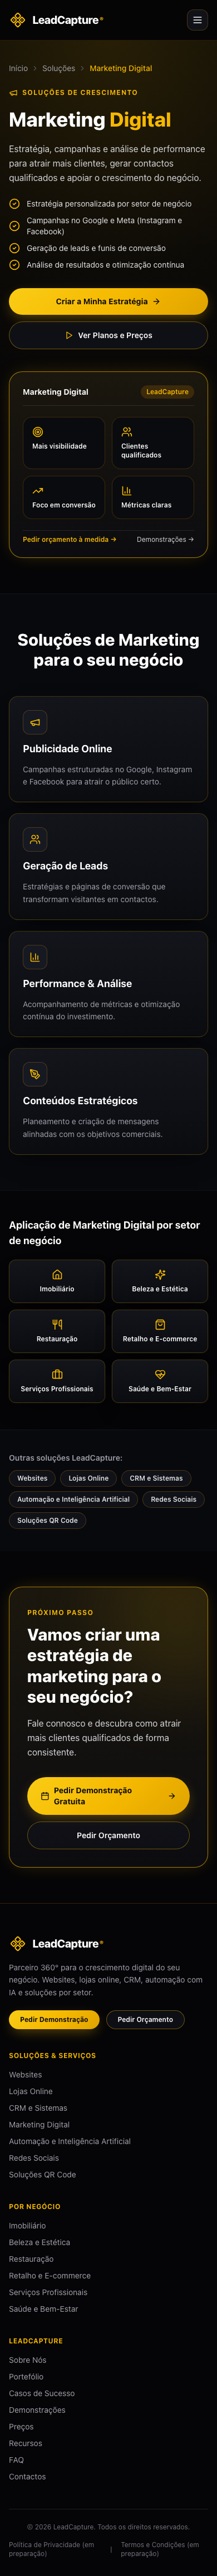 LeadCapture®
Início > Soluções > Marketing Digital
SOLUÇÕES DE CRESCIMENTO
Marketing Digital
Estratégia, campanhas e análise de performance
para atrair mais clientes, gerar contactos
qualificados e apoiar o crescimento do negócio.
Estratégia personalizada por setor de negócio
Campanhas no Google e Meta (Instagram e
Facebook)
Geração de leads e funis de conversão
Análise de resultados e otimização contínua
Criar a Minha Estratégia →
Ver Planos e Preços
Marketing Digital
LeadCapture
Mais visibilidade
Clientes
qualificados
Foco em conversão
Métricas claras
Pedir orçamento à medida →
Demonstrações →
Soluções de Marketing
para o seu negócio
Publicidade Online
Campanhas estruturadas no Google, Instagram
e Facebook para atrair o público certo.
Geração de Leads
Estratégias e páginas de conversão que
transformam visitantes em contactos.
Performance & Análise
Acompanhamento de métricas e otimização
contínua do investimento.
Conteúdos Estratégicos
Planeamento e criação de mensagens
alinhadas com os objetivos comerciais.
Aplicação de Marketing Digital por setor
de negócio
Imobiliário
Beleza e Estética
Restauração
Retalho e E-commerce
Serviços Profissionais
Saúde e Bem-Estar
Outras soluções LeadCapture:
Websites
Lojas Online
CRM e Sistemas
Automação e Inteligência Artificial
Redes Sociais
Soluções QR Code
PRÓXIMO PASSO
Vamos criar uma
estratégia de
marketing para o
seu negócio?
Fale connosco e descubra como atrair
mais clientes qualificados de forma
consistente.
Pedir Demonstração
Gratuita →
Pedir Orçamento
LeadCapture®
Parceiro 360° para o crescimento digital do seu
negócio. Websites, lojas online, CRM, automação com
IA e soluções por setor.
Pedir Demonstração
Pedir Orçamento
SOLUÇÕES & SERVIÇOS
Websites
Lojas Online
CRM e Sistemas
Marketing Digital
Automação e Inteligência Artificial
Redes Sociais
Soluções QR Code
POR NEGÓCIO
Imobiliário
Beleza e Estética
Restauração
Retalho e E-commerce
Serviços Profissionais
Saúde e Bem-Estar
LEADCAPTURE
Sobre Nós
Portefólio
Casos de Sucesso
Demonstrações
Preços
Recursos
FAQ
Contactos
© 2026 LeadCapture. Todos os direitos reservados.
Política de Privacidade (em
preparação)
|
Termos e Condições (em
preparação)